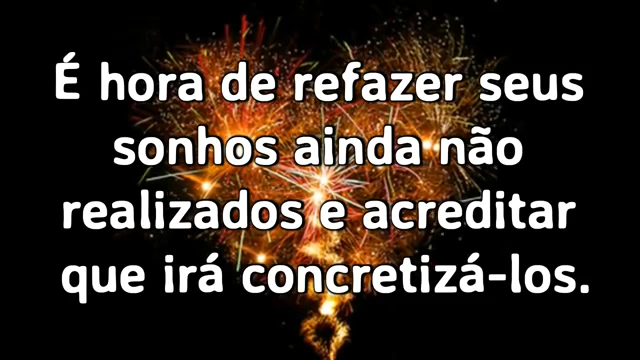 É hora de refazer seus
sonhos ainda não
realizados e acreditar
que irá concretizá-los.